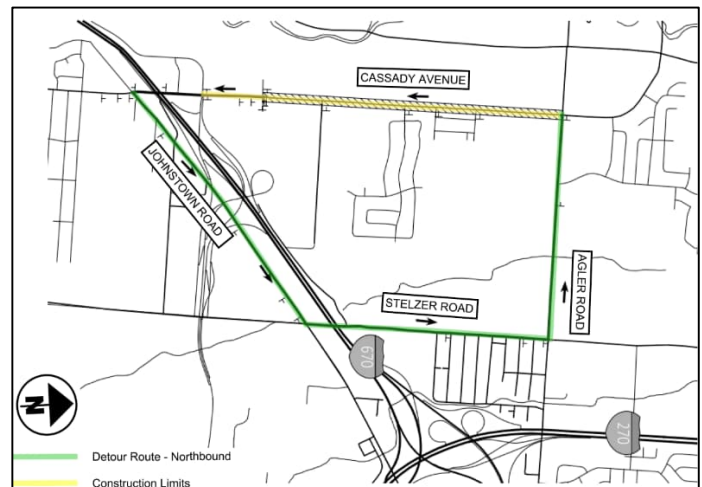 CASSADY AVENUE
JOHNSTOWN ROAD
STELZER ROAD
AGLER ROAD
670
270
N
Detour Route - Northbound
Construction Limits